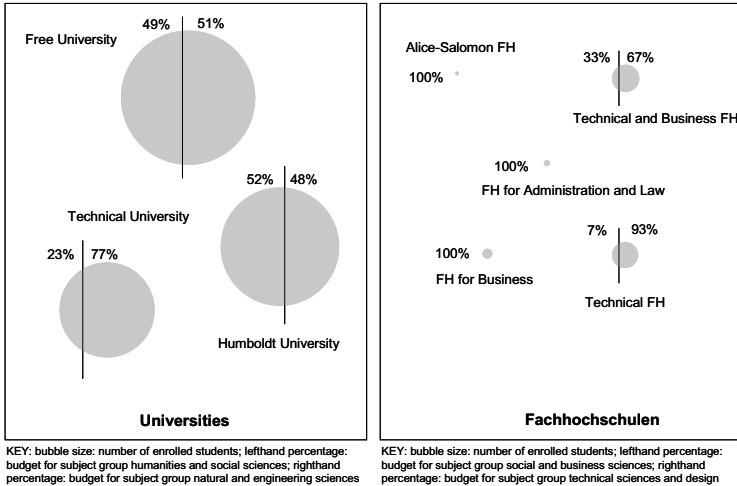 Free University
49% 51%
52% 48%
Technical University
23% 77%
Humboldt University
Universities
KEY: bubble size: number of enrolled students; lefthand percentage:
budget for subject group humanities and social sciences; righthand
percentage: budget for subject group natural and engineering sciences
Alice-Salomon FH
100%
33% 67%
Technical and Business FH
100%
FH for Administration and Law
7% 93%
100%
FH for Business
Technical FH
Fachhochschulen
KEY: bubble size: number of enrolled students; lefthand percentage:
budget for subject group social and business sciences; righthand
percentage: budget for subject group technical sciences and design